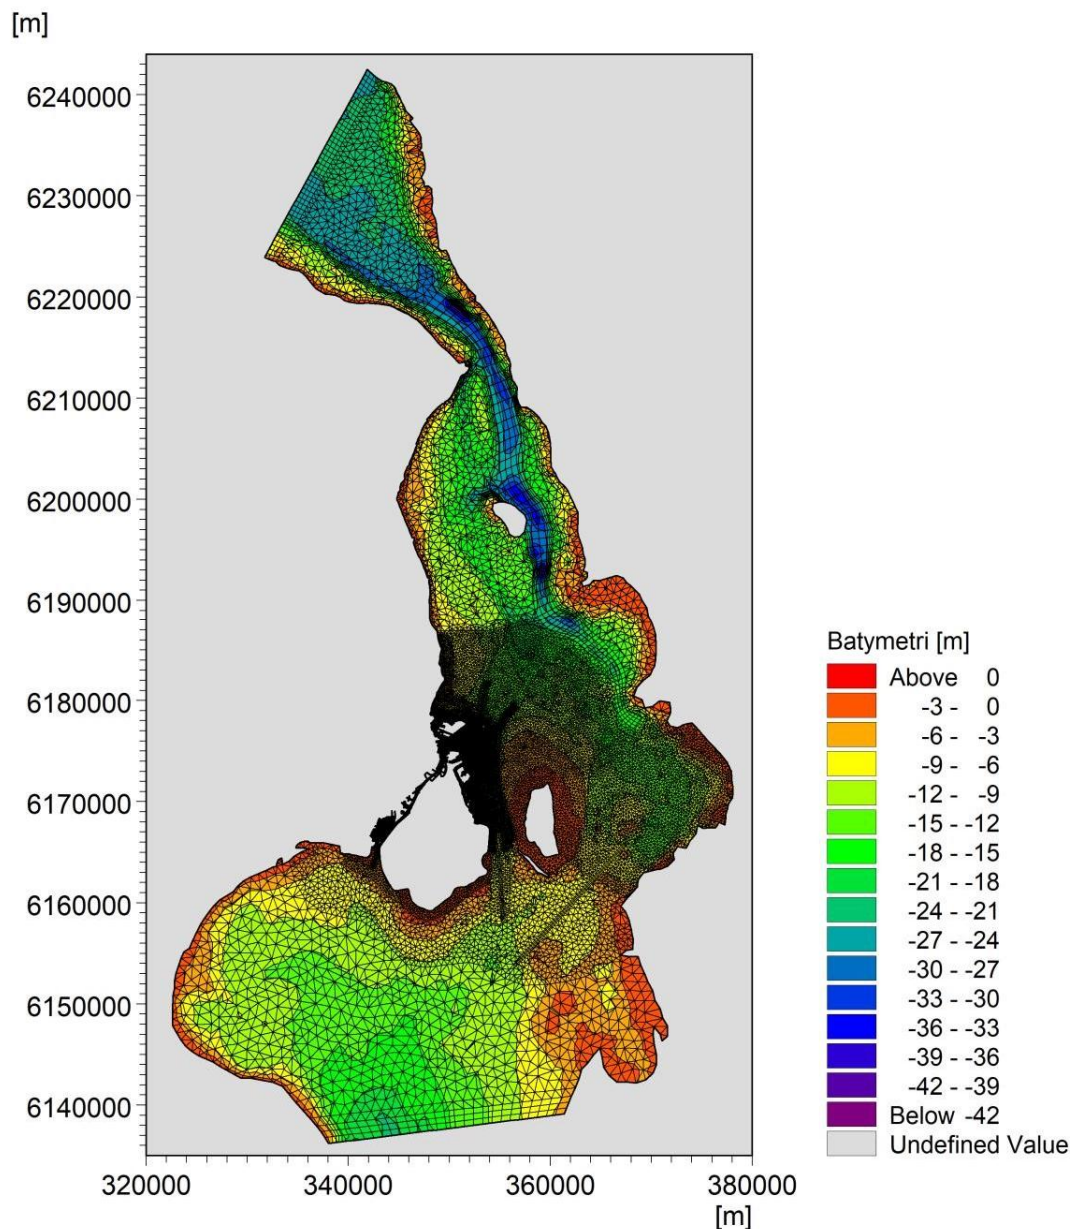 [m]
6240000
6230000
6220000
6210000
6200000
6190000
6180000
6170000
6160000
6150000
6140000
320000 340000 360000 380000
[m]
Batymetri [m]
Above 0
-3 - 0
-6 - -3
-9 - -6
-12 - -9
-15 - -12
-18 - -15
-21 - -18
-24 - -21
-27 - -24
-30 - -27
-33 - -30
-36 - -33
-39 - -36
-42 - -39
Below -42
Undefined Value